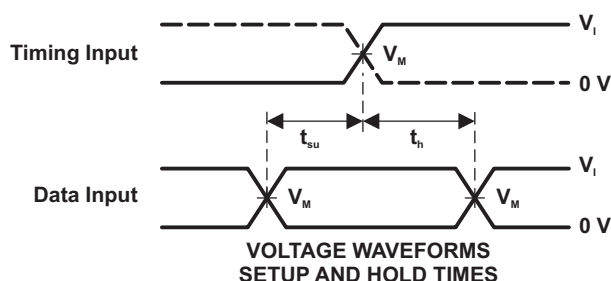 V_I
Timing Input
V_M
0 V
t_su
t_h
V_I
Data Input
V_M
V_M
0 V
VOLTAGE WAVEFORMS
SETUP AND HOLD TIMES